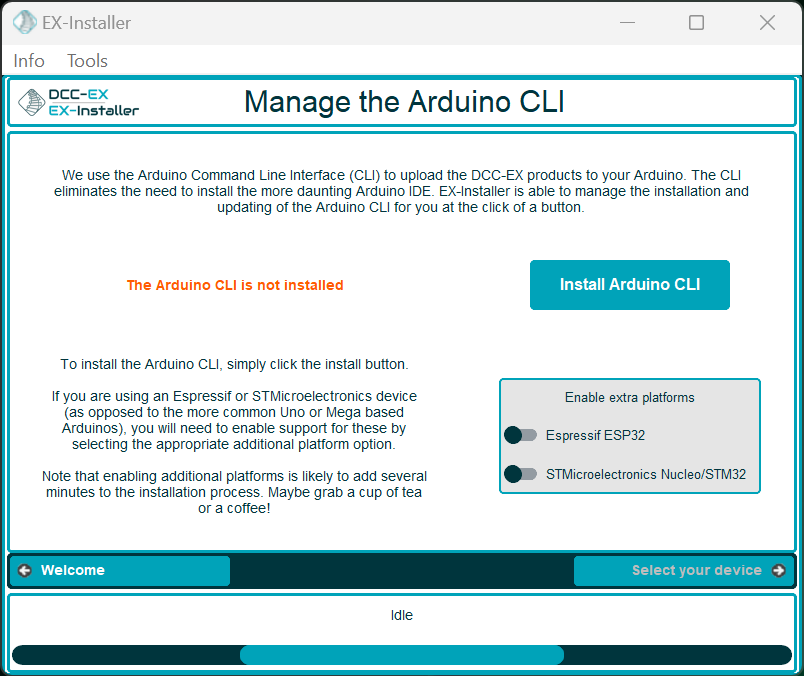 EX-Installer
Info Tools
DCC-EX
EX-Installer
Manage the Arduino CLI
We use the Arduino Command Line Interface (CLI) to upload the DCC-EX products to your Arduino. The CLI
eliminates the need to install the more daunting Arduino IDE. EX-Installer is able to manage the installation and
updating of the Arduino CLI for you at the click of a button.
The Arduino CLI is not installed
Install Arduino CLI
To install the Arduino CLI, simply click the install button.
If you are using an Espressif or STMicroelectronics device
(as opposed to the more common Uno or Mega based
Arduinos), you will need to enable support for these by
selecting the appropriate additional platform option.
Note that enabling additional platforms is likely to add several
minutes to the installation process. Maybe grab a cup of tea
or a coffee!
Enable extra platforms
Espressif ESP32
STMicroelectronics Nucleo/STM32
Welcome
Select your device
Idle